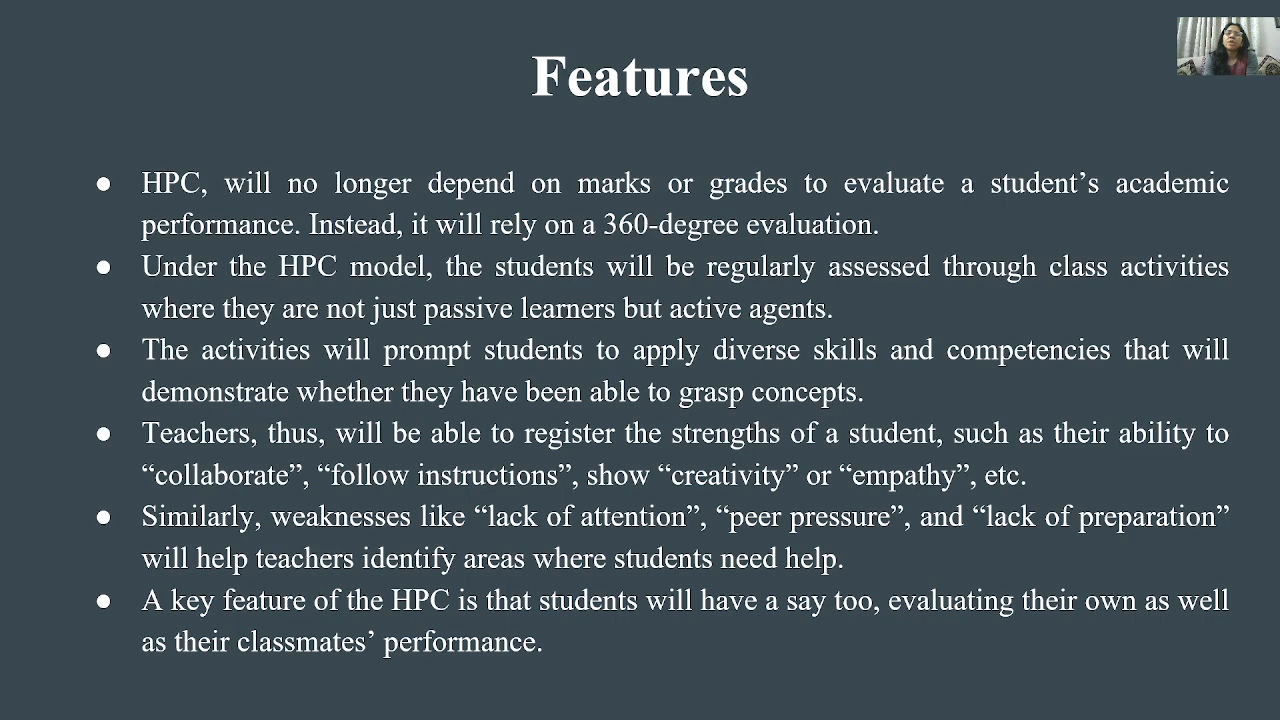 Features
● HPC, will no longer depend on marks or grades to evaluate a student’s academic
performance. Instead, it will rely on a 360-degree evaluation.
● Under the HPC model, the students will be regularly assessed through class activities
where they are not just passive learners but active agents.
● The activities will prompt students to apply diverse skills and competencies that will
demonstrate whether they have been able to grasp concepts.
● Teachers, thus, will be able to register the strengths of a student, such as their ability to
“collaborate”, “follow instructions”, show “creativity” or “empathy”, etc.
● Similarly, weaknesses like “lack of attention”, “peer pressure”, and “lack of preparation”
will help teachers identify areas where students need help.
● A key feature of the HPC is that students will have a say too, evaluating their own as well
as their classmates’ performance.